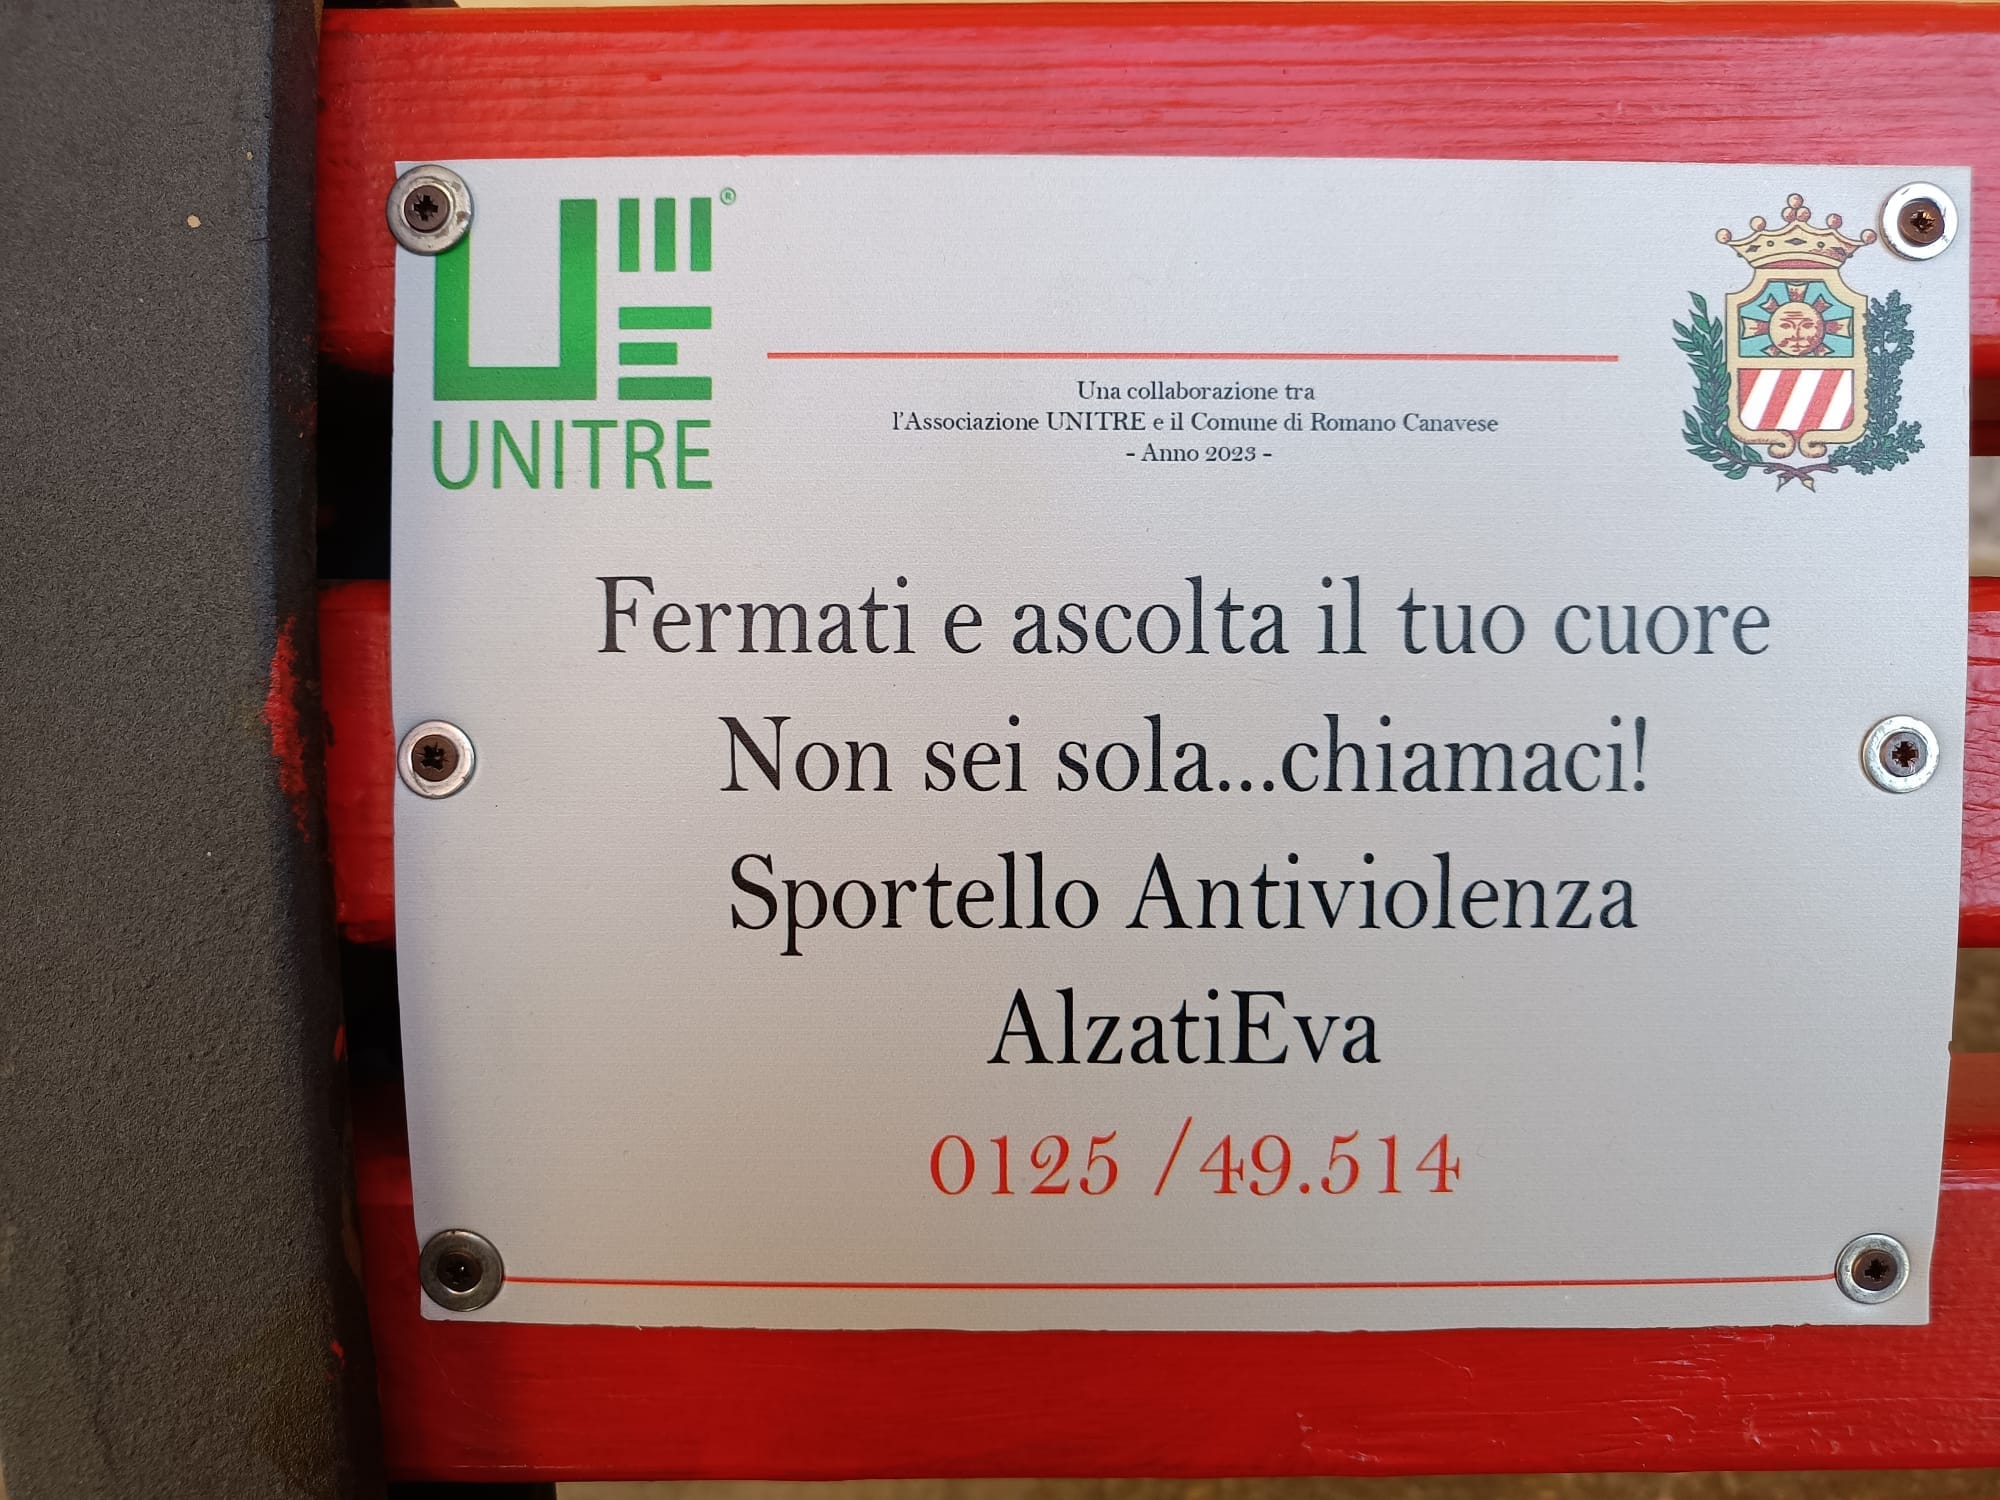 UNITRE
Una collaborazione tra
l'Associazione UNITRE e il Comune di Romano Canavese
- Anno 2023 -
Fermati e ascolta il tuo cuore
Non sei sola...chiamaci!
Sportello Antiviolenza
AlzatiEva
0125 /49.514